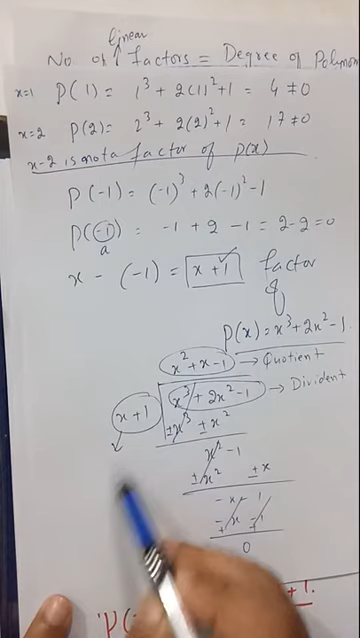 linear
No of ↑ factors = Degree of Polynom
x=1 P(1) = 1³ + 2(1)² + 1 = 4 ≠ 0
x=2 P(2) = 2³ + 2(2)² + 1 = 17 ≠ 0
x-2 is not a factor of P(x)
P(-1) = (-1)³ + 2(-1)² - 1
P(-1) = -1 + 2 - 1 = 2-2 = 0
a
x - (-1) = x + 1 factor
of
P(x) = x³ + 2x² - 1.
x² + x - 1 → Quotient
x + 1 x³ + 2x² - 1 → Divident
±x³ ± x²
x² - 1
±x² ±x
-x - 1
-x -1
+ +
0
+ 1.
P(